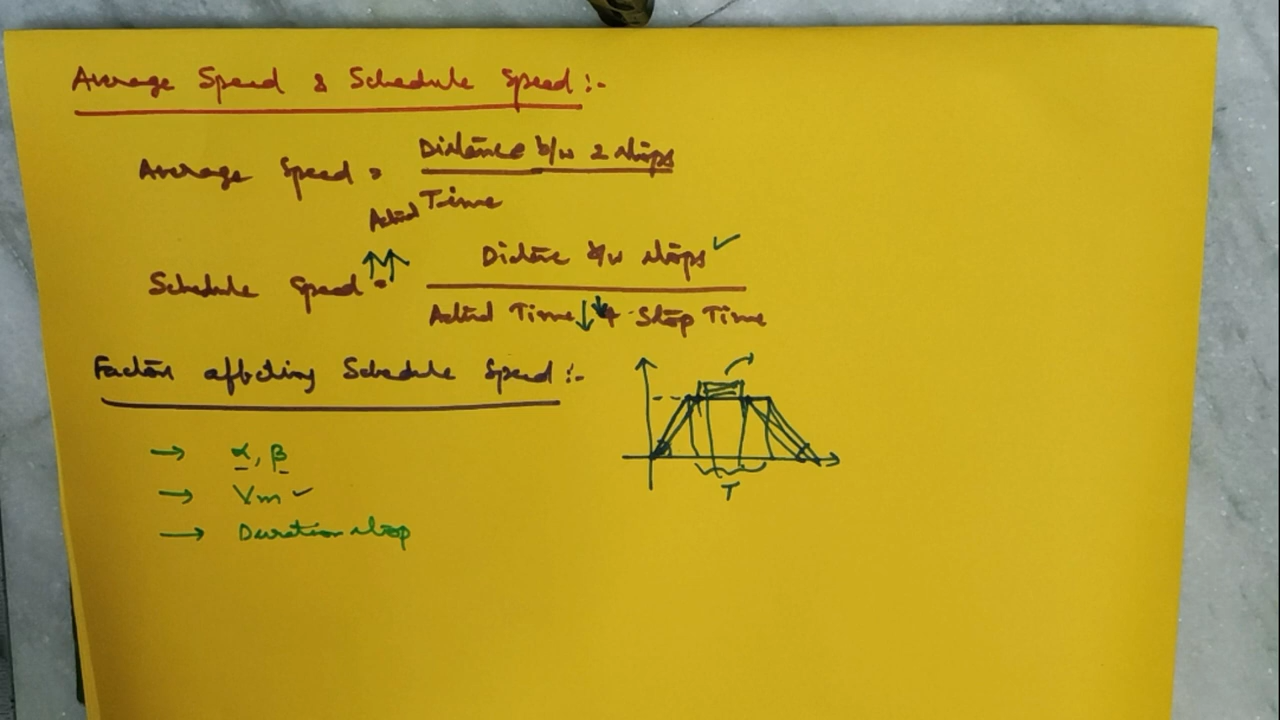 Average Speed & Schedule Speed :-
Average Speed = Distance b/w 2 stops
Actual Time
Schedule Speed = Distance b/w stops
Actual Time + Stop Time
Factors affecting Schedule Speed :-
→ α, β
→ Vm
→ Duration stop
T